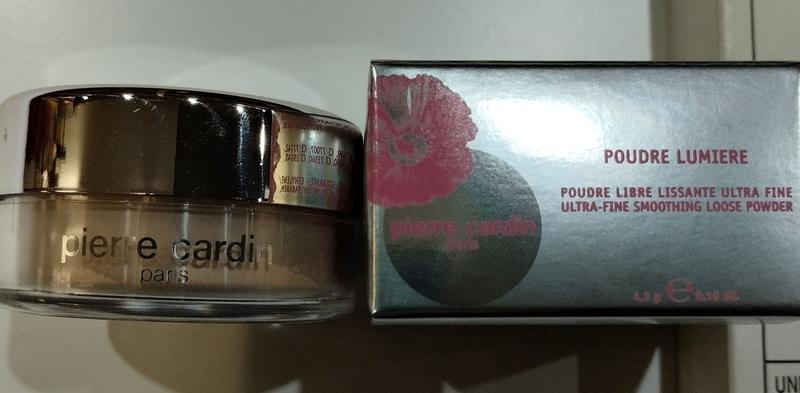 pierre cardin
paris
POUDRE LUMIERE
POUDRE LIBRE LISSANTE ULTRA FINE
ULTRA-FINE SMOOTHING LOOSE POWDER
pierre cardin
paris
4.5 g ℮ 0.16 oz.